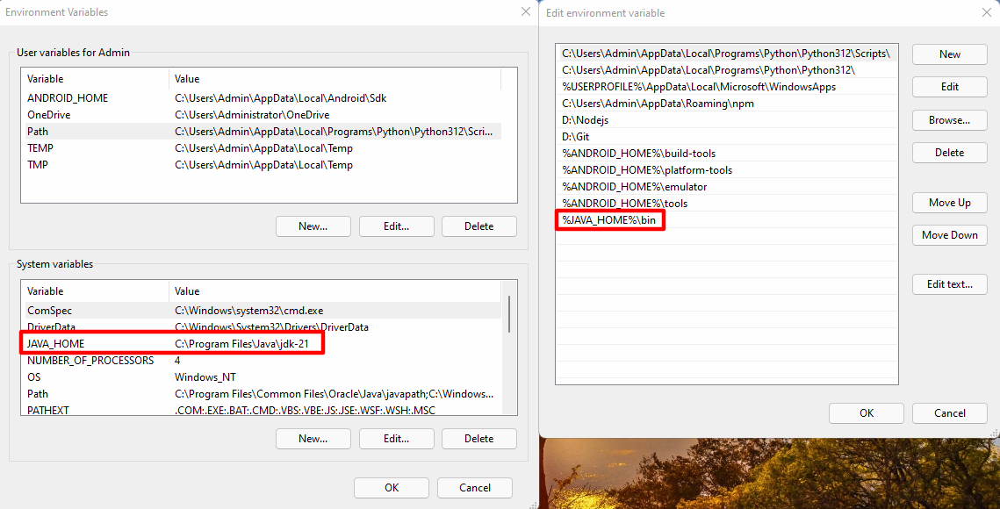 Environment Variables
User variables for Admin
Variable Value
ANDROID_HOME C:\Users\Admin\AppData\Local\Android\Sdk
OneDrive C:\Users\Administrator\OneDrive
Path C:\Users\Admin\AppData\Local\Programs\Python\Python312\Scri...
TEMP C:\Users\Admin\AppData\Local\Temp
TMP C:\Users\Admin\AppData\Local\Temp
New... Edit... Delete
System variables
Variable Value
ComSpec C:\Windows\system32\cmd.exe
DriverData C:\Windows\System32\Drivers\DriverData
JAVA_HOME C:\Program Files\Java\jdk-21
NUMBER_OF_PROCESSORS 4
OS Windows_NT
Path C:\Program Files\Common Files\Oracle\Java\javapath;C:\Windows...
PATHEXT .COM;.EXE;.BAT;.CMD;.VBS;.VBE;.JS;.JSE;.WSF;.WSH;.MSC
New... Edit... Delete
OK Cancel
Edit environment variable
C:\Users\Admin\AppData\Local\Programs\Python\Python312\Scripts\
C:\Users\Admin\AppData\Local\Programs\Python\Python312\
%USERPROFILE%\AppData\Local\Microsoft\WindowsApps
C:\Users\Admin\AppData\Roaming\npm
D:\Nodejs
D:\Git
%ANDROID_HOME%\build-tools
%ANDROID_HOME%\platform-tools
%ANDROID_HOME%\emulator
%ANDROID_HOME%\tools
%JAVA_HOME%\bin
New
Edit
Browse...
Delete
Move Up
Move Down
Edit text...
OK Cancel